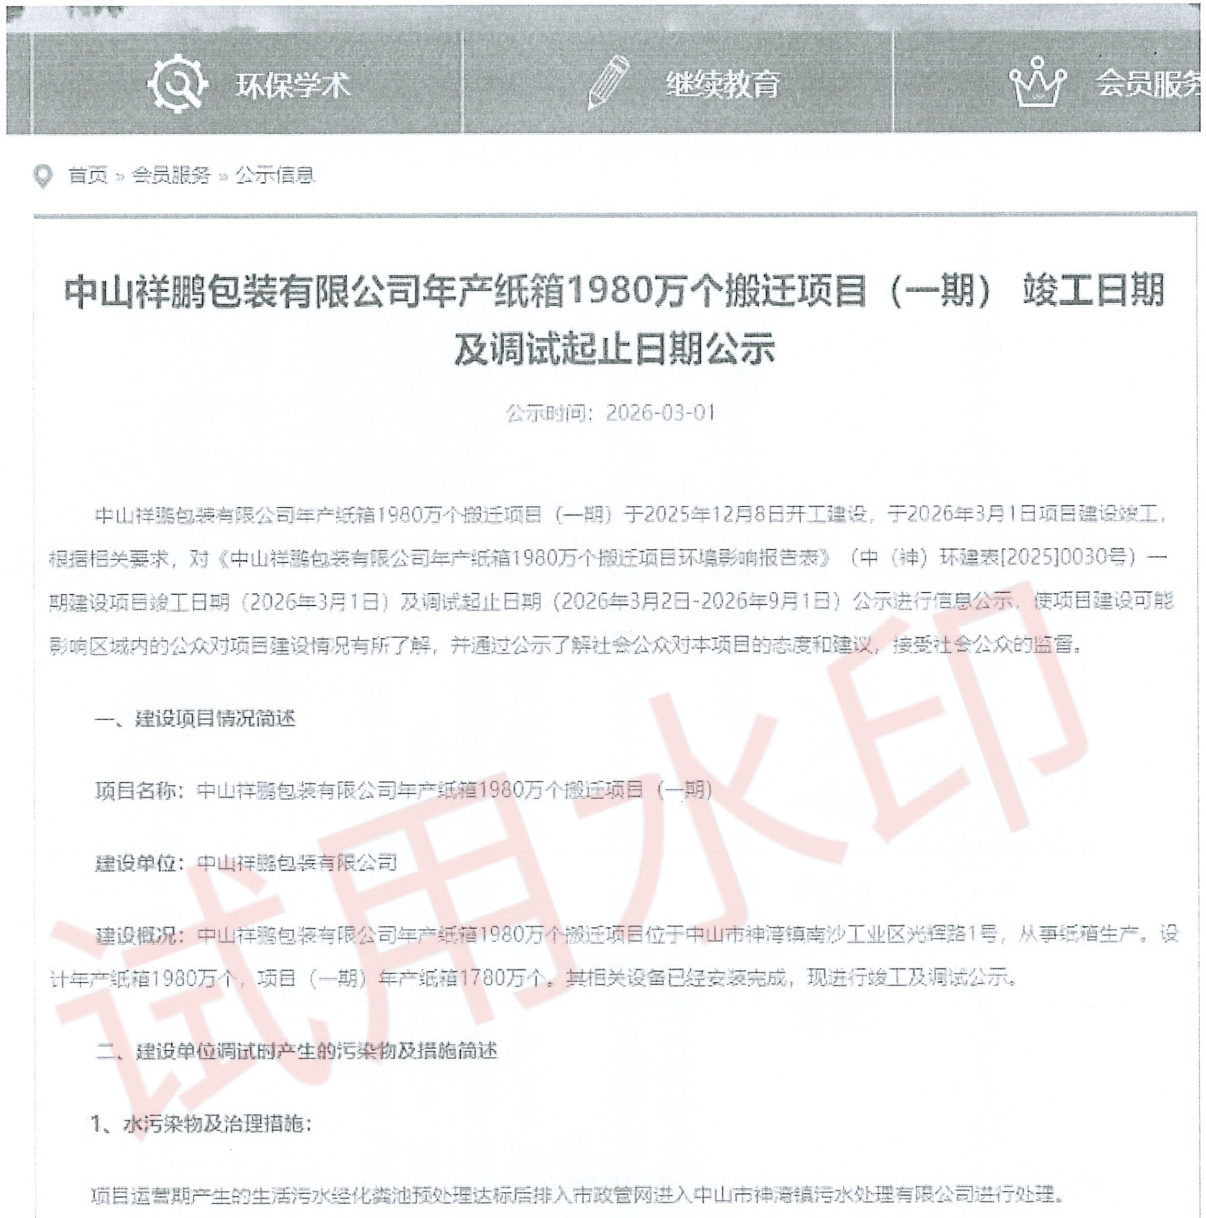 环保学术 继续教育 会员服务
首页 » 会员服务 » 公示信息
中山祥鹏包装有限公司年产纸箱1980万个搬迁项目（一期） 竣工日期
及调试起止日期公示
公示时间：2026-03-01
中山祥鹏包装有限公司年产纸箱1980万个搬迁项目（一期）于2025年12月8日开工建设，于2026年3月1日项目建设竣工，
根据相关要求，对《中山祥鹏包装有限公司年产纸箱1980万个搬迁项目环境影响报告表》（中（神）环建表[2025]0030号）一
期建设项目竣工日期（2026年3月1日）及调试起止日期（2026年3月2日-2026年9月1日）公示进行信息公示，使项目建设可能
影响区域内的公众对项目建设情况有所了解，并通过公示了解社会公众对本项目的态度和建议，接受社会公众的监督。
一、建设项目情况简述
项目名称：中山祥鹏包装有限公司年产纸箱1980万个搬迁项目（一期）
建设单位：中山祥鹏包装有限公司
建设概况：中山祥鹏包装有限公司年产纸箱1980万个搬迁项目位于中山市神湾镇南沙工业区光辉路1号，从事纸箱生产。设
计年产纸箱1980万个，项目（一期）年产纸箱1780万个。其相关设备已经安装完成，现进行竣工及调试公示。
二、建设单位调试时产生的污染物及措施简述
1、水污染物及治理措施：
项目运营期产生的生活污水经化粪池预处理达标后排入市政管网进入中山市神湾镇污水处理有限公司进行处理。
试用水印